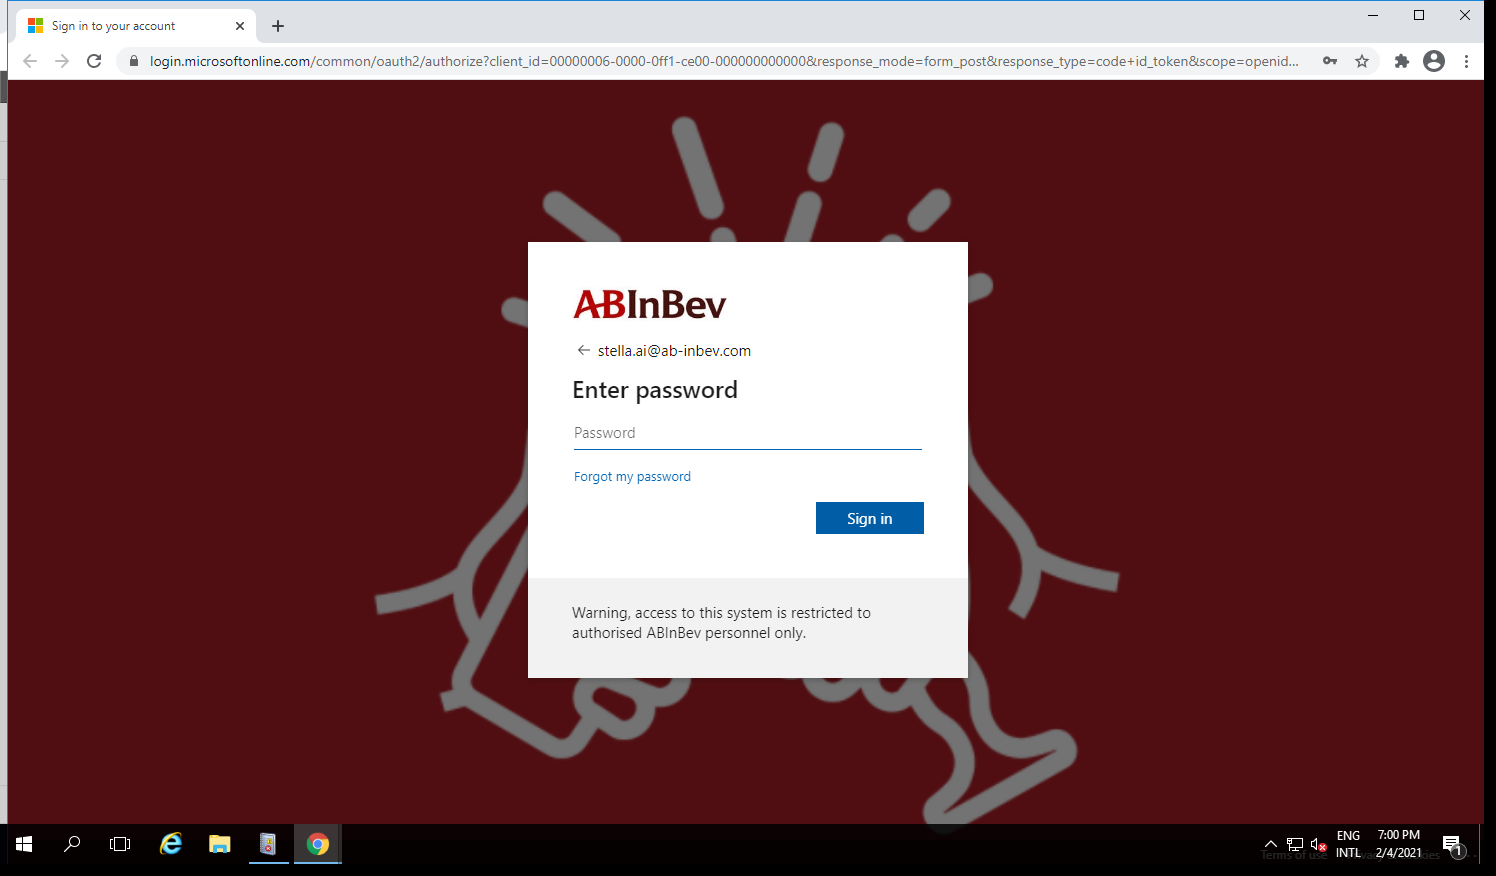 Sign in to your account
login.microsoftonline.com/common/oauth2/authorize?client_id=00000006-0000-0ff1-ce00-000000000000&response_mode=form_post&response_type=code+id_token&scope=openid...
ABInBev
stella.ai@ab-inbev.com
Enter password
Password
Forgot my password
Sign in
Warning, access to this system is restricted to
authorised ABInBev personnel only.
ENG 7:00 PM
INTL 2/4/2021
1
Terms of use